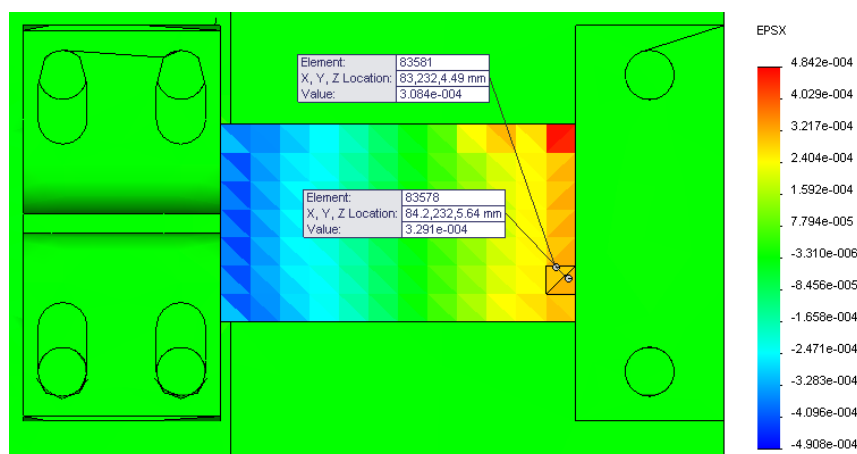 EPSX
Element: 83581
X, Y, Z Location: 83,232,4.49 mm
Value: 3.084e-004
Element: 83578
X, Y, Z Location: 84.2,232,5.64 mm
Value: 3.291e-004
4.842e-004
4.029e-004
3.217e-004
2.404e-004
1.592e-004
7.794e-005
-3.310e-006
-8.456e-005
-1.658e-004
-2.471e-004
-3.283e-004
-4.096e-004
-4.908e-004